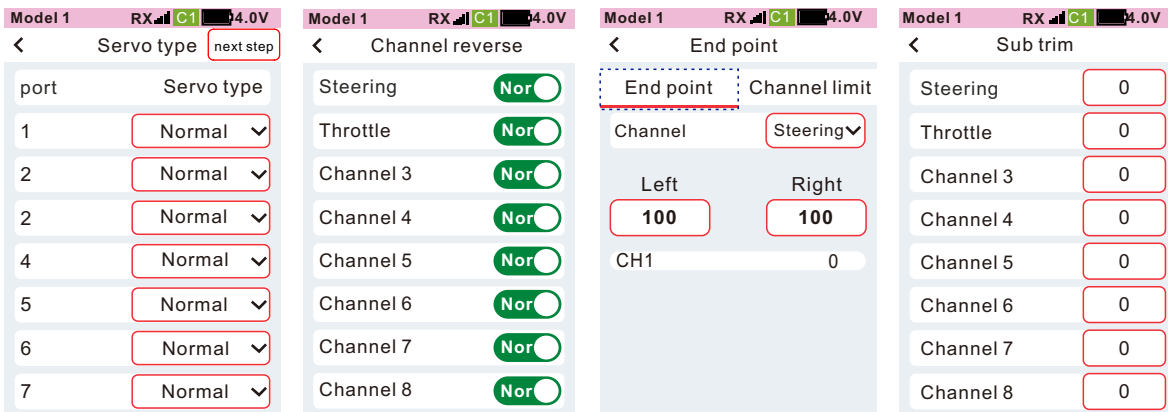 Model 1 RX C1 4.0V
Servo type next step
port Servo type
1 Normal
2 Normal
2 Normal
4 Normal
5 Normal
6 Normal
7 Normal
Model 1 RX C1 4.0V
Channel reverse
Steering Nor
Throttle Nor
Channel 3 Nor
Channel 4 Nor
Channel 5 Nor
Channel 6 Nor
Channel 7 Nor
Channel 8 Nor
Model 1 RX C1 4.0V
End point
End point Channel limit
Channel Steering
Left Right
100 100
CH1 0
Model 1 RX C1 4.0V
Sub trim
Steering 0
Throttle 0
Channel 3 0
Channel 4 0
Channel 5 0
Channel 6 0
Channel 7 0
Channel 8 0